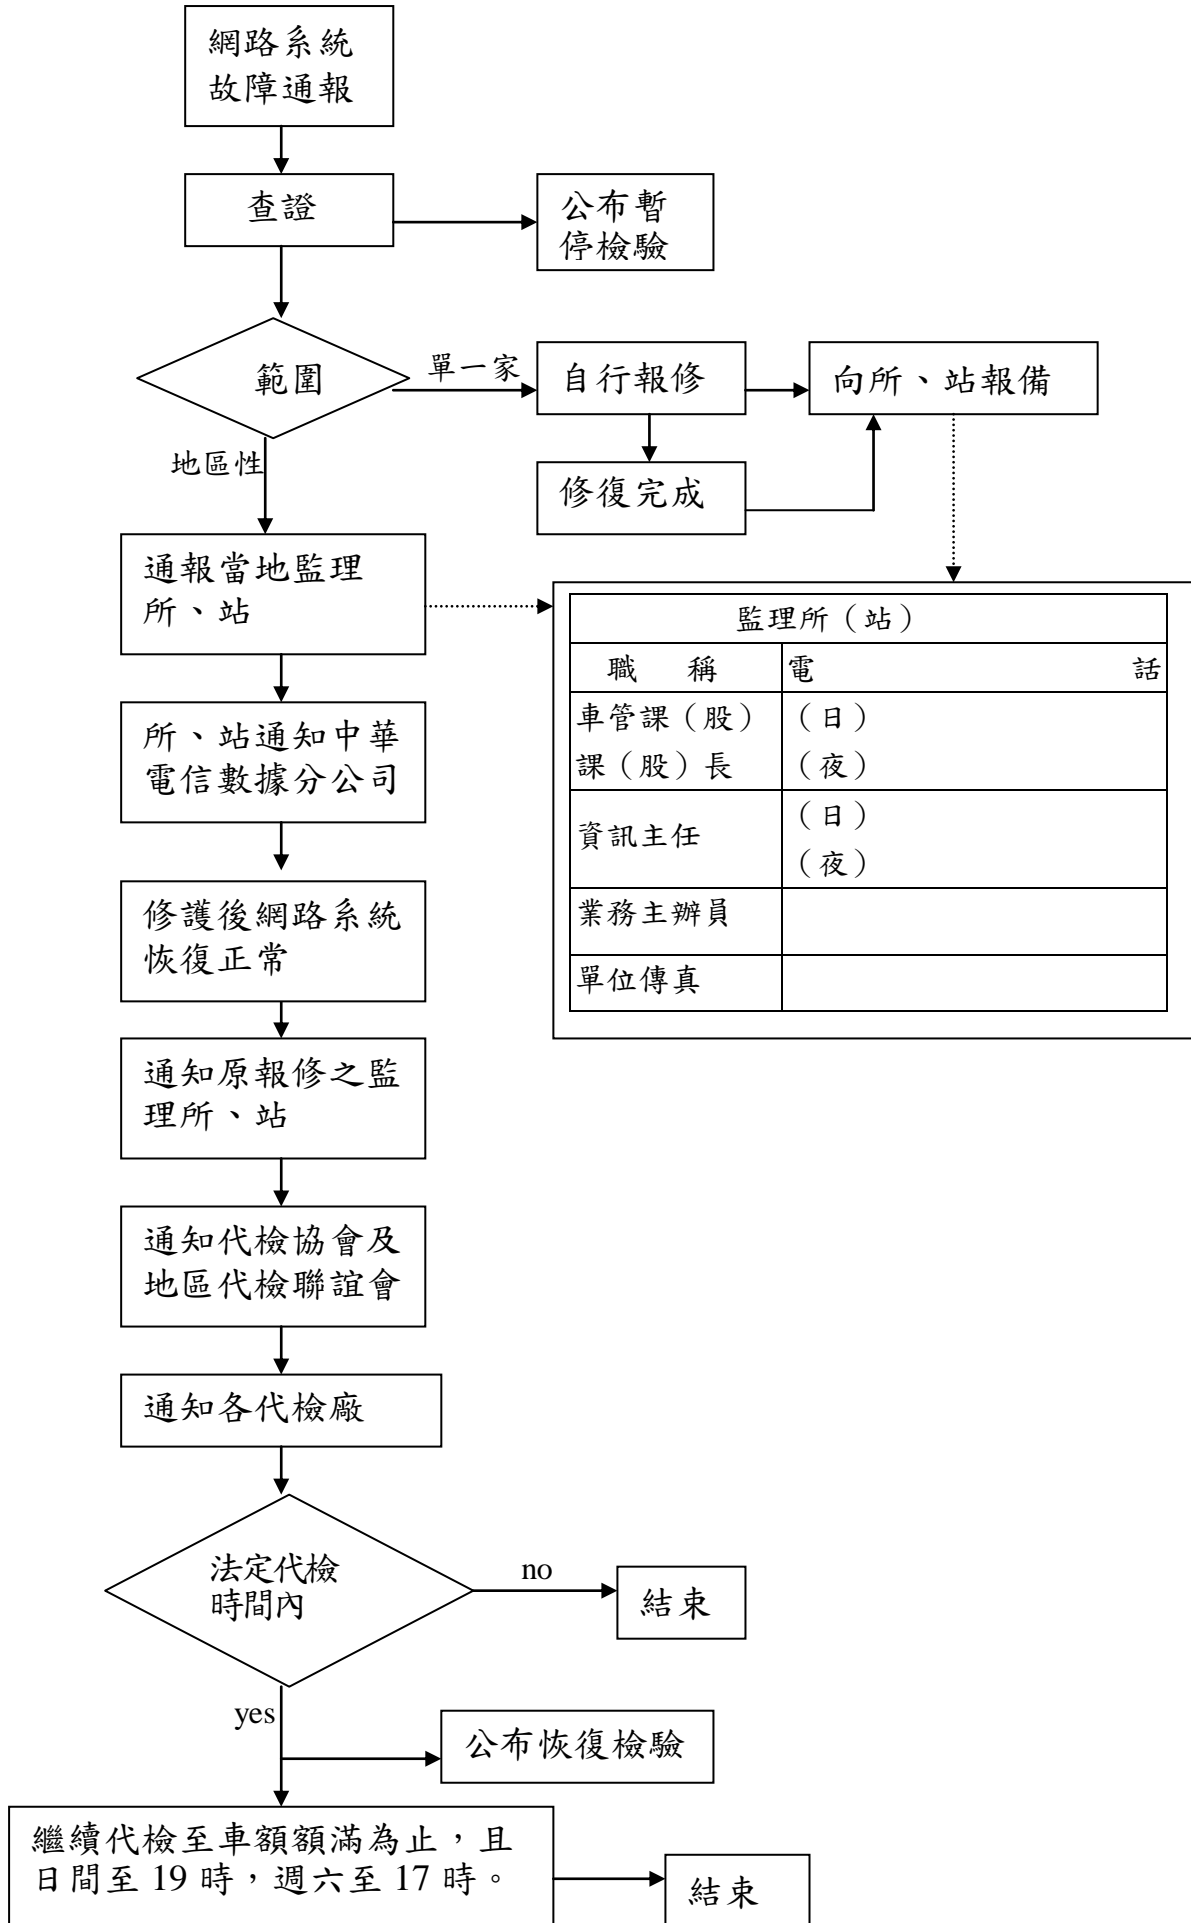 網路系統
故障通報
查證
公布暫
停檢驗
範圍
單一家
自行報修
向所、站報備
地區性
修復完成
通報當地監理
所、站
監理所（站）
職 稱
電 話
車管課（股）
課（股）長
（日）
（夜）
資訊主任
（日）
（夜）
業務主辦員
單位傳真
所、站通知中華
電信數據分公司
修護後網路系統
恢復正常
通知原報修之監
理所、站
通知代檢協會及
地區代檢聯誼會
通知各代檢廠
法定代檢
時間內
no
結束
yes
公布恢復檢驗
繼續代檢至車額額滿為止，且
日間至 19 時，週六至 17 時。
結束